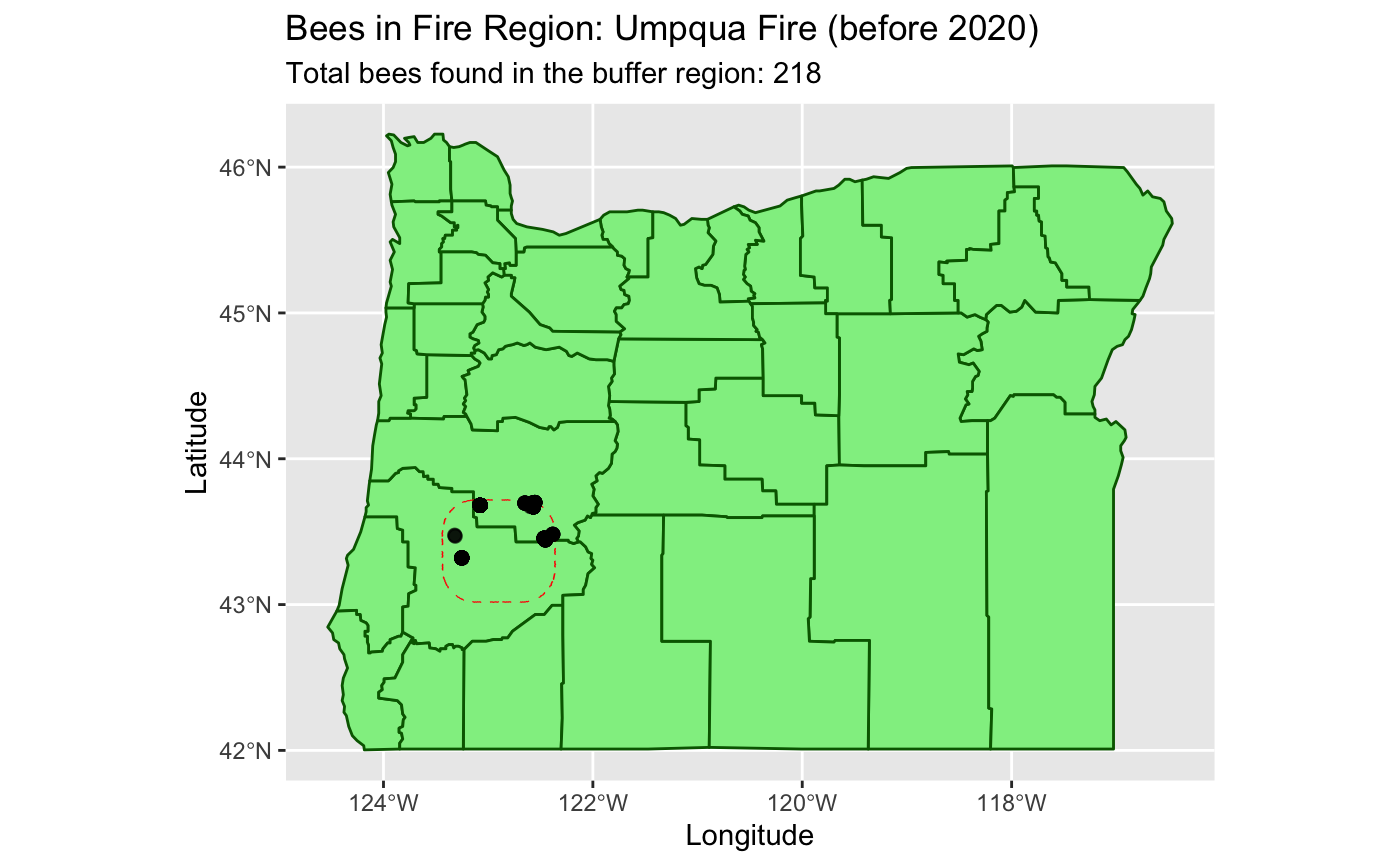 Bees in Fire Region: Umpqua Fire (before 2020)
Total bees found in the buffer region: 218
46°N
45°N
44°N
43°N
42°N
Latitude
124°W 122°W 120°W 118°W
Longitude